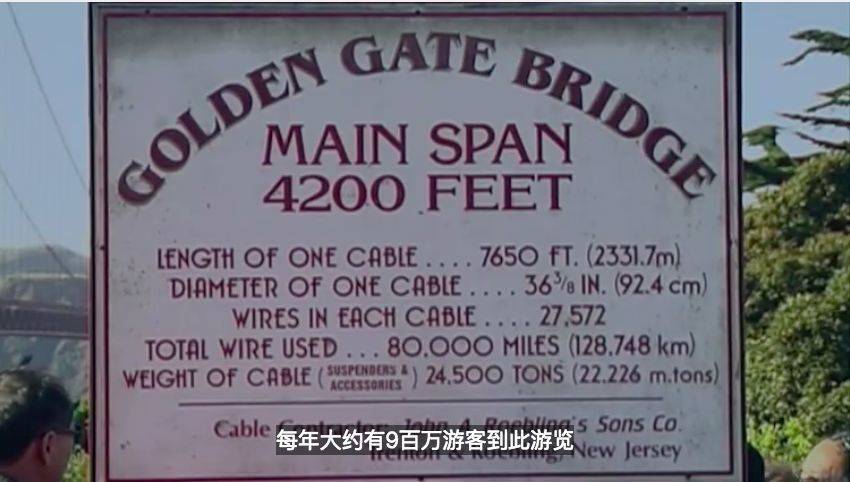 GOLDEN GATE BRIDGE
MAIN SPAN
4200 FEET
LENGTH OF ONE CABLE .... 7650 FT. (2331.7m)
DIAMETER OF ONE CABLE .... 36 3/8 IN. (92.4 cm)
WIRES IN EACH CABLE .... 27,572
TOTAL WIRE USED ... 80,000 MILES (128,748 km)
WEIGHT OF CABLE (SUSPENDERS & ACCESSORIES) 24,500 TONS (22,226 m.tons)
Cable Contractor: John A. Roebling's Sons Co.
Trenton & Roebling, New Jersey
每年大约有9百万游客到此游览